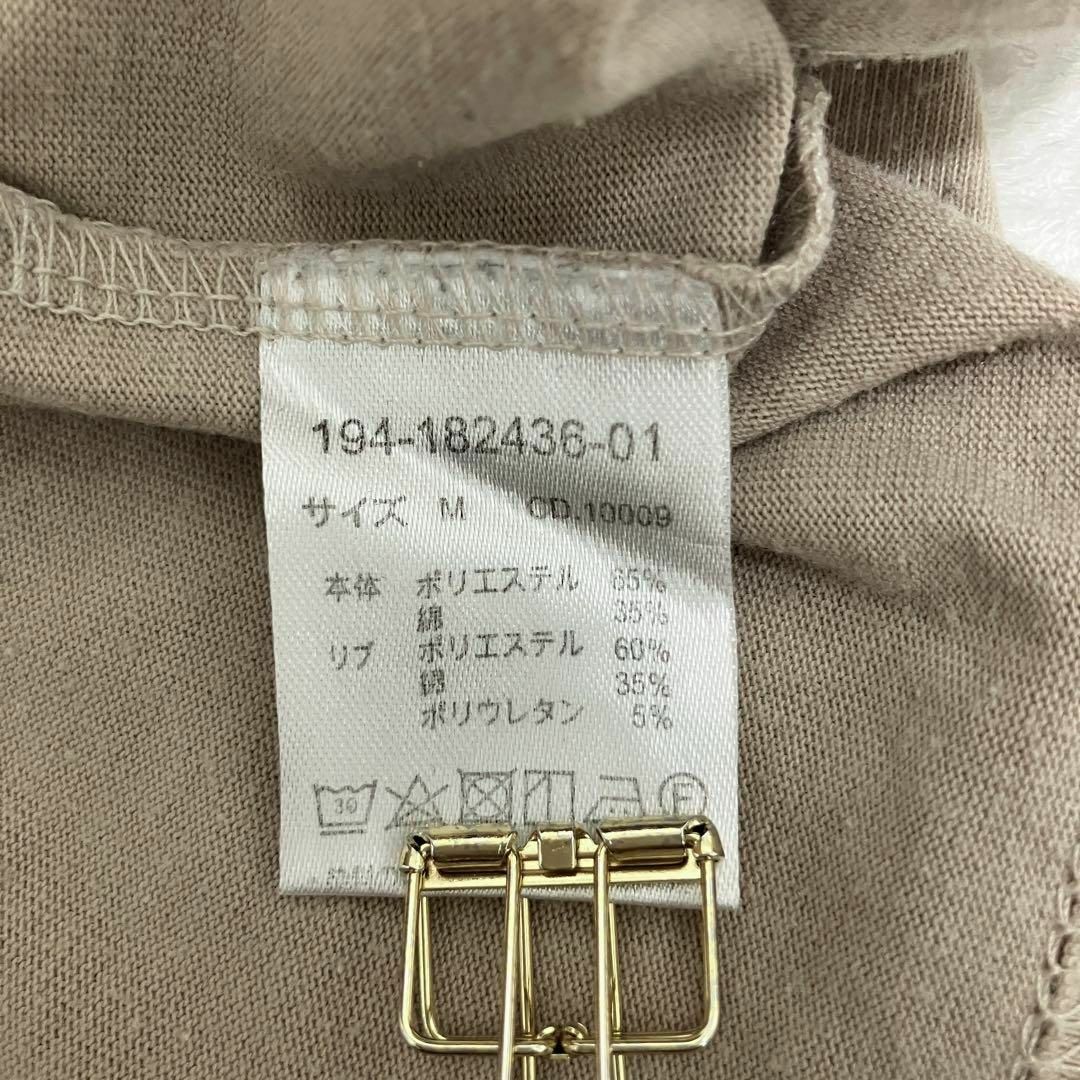 194-182436-01
サイズ M OD.10009
本体 ポリエステル 65%
綿 35%
リブ ポリエステル 60%
綿 35%
ポリウレタン 5%
30
F